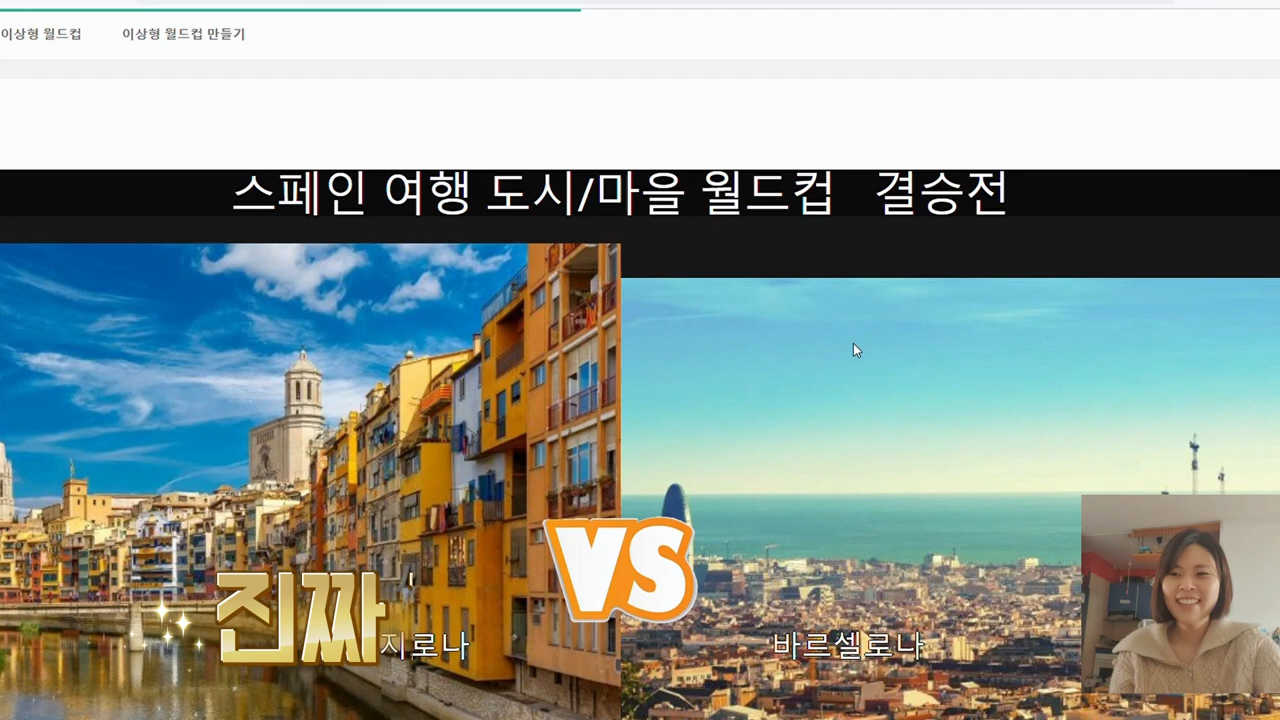 이상형 월드컵 이상형 월드컵 만들기
스페인 여행 도시/마을 월드컵 결승전
VS
진짜 '
지로나
바르셀로나